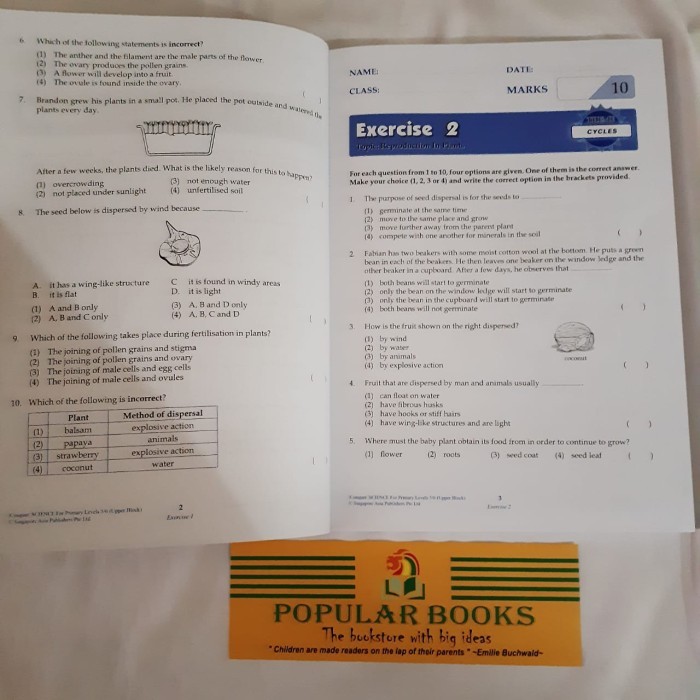 6. Which of the following statements is incorrect?
(1) The anther and the filament are the male parts of the flower.
(2) The ovary produces the pollen grains.
(3) A flower will develop into a fruit.
(4) The ovule is found inside the ovary.
( )
7. Brandon grew his plants in a small pot. He placed the pot outside and watered the
plants every day.
After a few weeks, the plants died. What is the likely reason for this to happen?
(1) overcrowding (3) not enough water
(2) not placed under sunlight (4) unfertilised soil
8. The seed below is dispersed by wind because
A. it has a wing-like structure C it is found in windy areas
B. it is flat D. it is light
(1) A and B only (3) A, B and D only
(2) A, B and C only (4) A, B, C and D
9. Which of the following takes place during fertilisation in plants?
(1) The joining of pollen grains and stigma
(2) The joining of pollen grains and ovary
(3) The joining of male cells and egg cells
(4) The joining of male cells and ovules
10. Which of the following is incorrect?
Plant Method of dispersal
(1) balsam explosive action
(2) papaya animals
(3) strawberry explosive action
(4) coconut water
2
Exercise 1
NAME: DATE:
CLASS: MARKS 10
Exercise 2
CYCLES
Topic: Reproduction in Plants
For each question from 1 to 10, four options are given. One of them is the correct answer.
Make your choice (1, 2, 3 or 4) and write the correct option in the brackets provided.
1. The purpose of seed dispersal is for the seeds to
(1) germinate at the same time
(2) move to the same place and grow
(3) move further away from the parent plant
(4) compete with one another for minerals in the soil ( )
2. Fabian has two beakers with some moist cotton wool at the bottom. He puts a green
bean in each of the beakers. He then leaves one beaker on the window ledge and the
other beaker in a cupboard. After a few days, he observes that
(1) both beans will start to germinate
(2) only the bean on the window ledge will start to germinate
(3) only the bean in the cupboard will start to germinate
(4) both beans will not germinate ( )
3. How is the fruit shown on the right dispersed?
(1) by wind
(2) by water
(3) by animals
(4) by explosive action ( )
coconut
4. Fruit that are dispersed by man and animals usually
(1) can float on water
(2) have fibrous husks
(3) have hooks or stiff hairs
(4) have wing-like structures and are light ( )
5. Where must the baby plant obtain its food from in order to continue to grow?
(1) flower (2) roots (3) seed coat (4) seed leaf ( )
3
Exercise 2
POPULAR BOOKS
The bookstore with big ideas
"Children are made readers on the lap of their parents" -Emilie Buchwald-